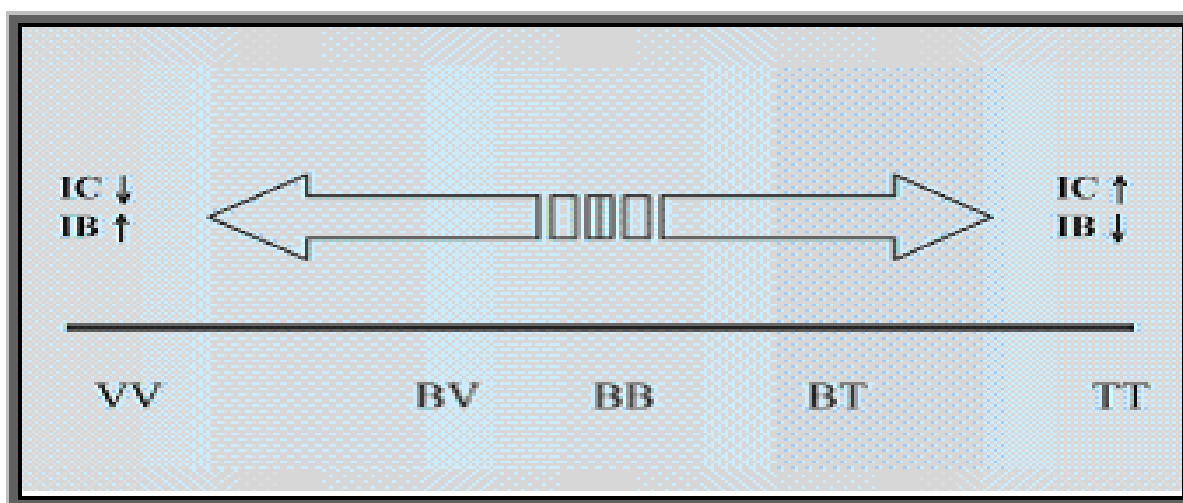 IC ↓
IB ↑
IC ↑
IB ↓
VV BV BB BT TT